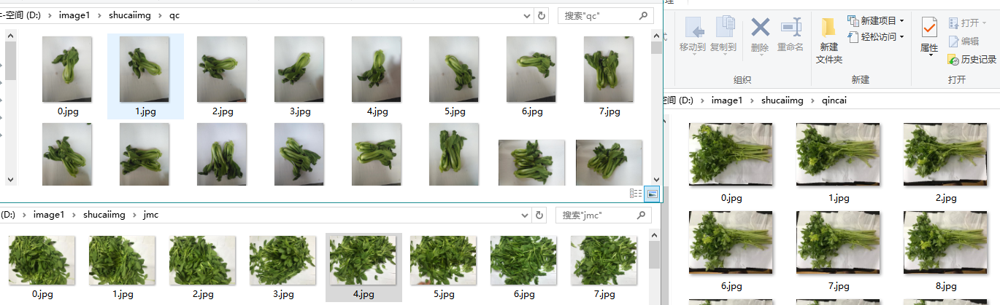 -空间 (D:) › image1 › shucaiimg › qc
搜索"qc"
0.jpg 1.jpg 2.jpg 3.jpg 4.jpg 5.jpg 6.jpg 7.jpg
(D:) › image1 › shucaiimg › jmc
搜索"jmc"
0.jpg 1.jpg 2.jpg 3.jpg 4.jpg 5.jpg 6.jpg 7.jpg
理
移动到 复制到 删除 重命名
组织
新建
文件夹
新建项目
轻松访问
新建
属性
打开
编辑
历史记录
打开
空间 (D:) › image1 › shucaiimg › qincai
0.jpg 1.jpg 2.jpg
6.jpg 7.jpg 8.jpg